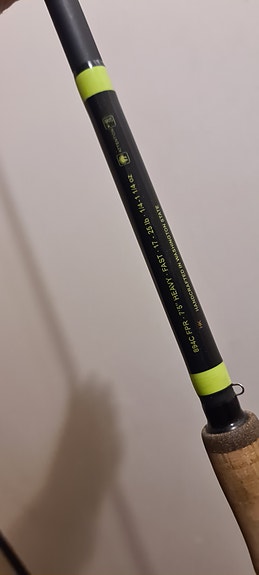 894C FPR · 7'5" HEAVY · FAST · 17 - 25 lb · 1/4 - 1 1/4 oz
HANDCRAFTED IN WASHINGTON STATE